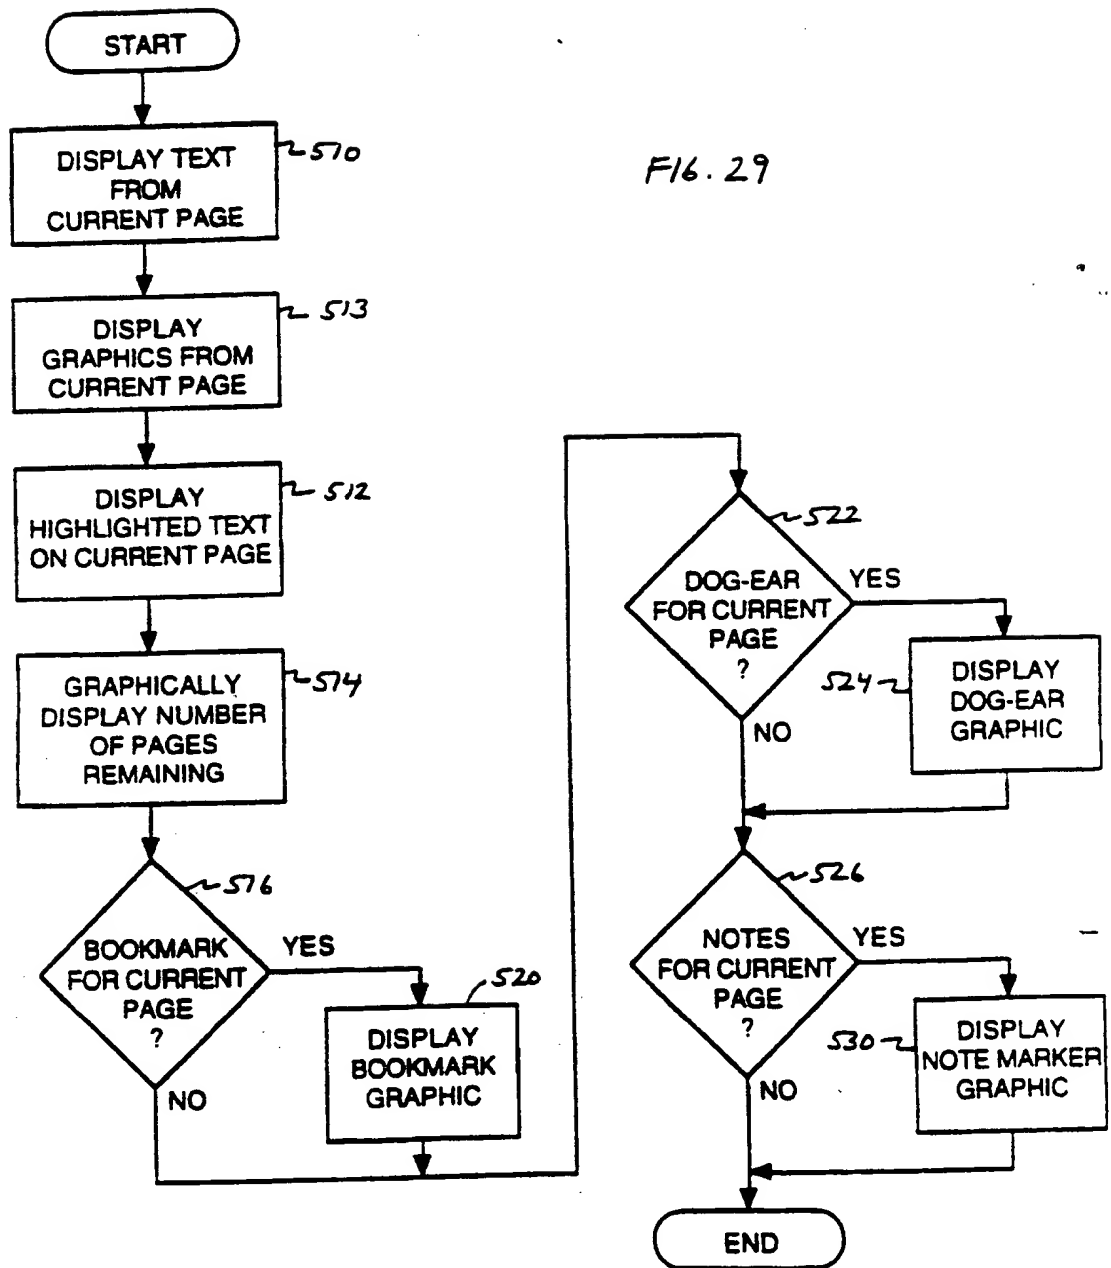 START
DISPLAY TEXT
FROM
CURRENT PAGE
510
FIG. 29
DISPLAY
GRAPHICS FROM
CURRENT PAGE
513
DISPLAY
HIGHLIGHTED TEXT
ON CURRENT PAGE
512
GRAPHICALLY
DISPLAY NUMBER
OF PAGES
REMAINING
514
BOOKMARK
FOR CURRENT
PAGE
?
516
YES
NO
DISPLAY
BOOKMARK
GRAPHIC
520
DOG-EAR
FOR CURRENT
PAGE
?
522
YES
NO
DISPLAY
DOG-EAR
GRAPHIC
524
NOTES
FOR CURRENT
PAGE
?
526
YES
NO
DISPLAY
NOTE MARKER
GRAPHIC
530
END